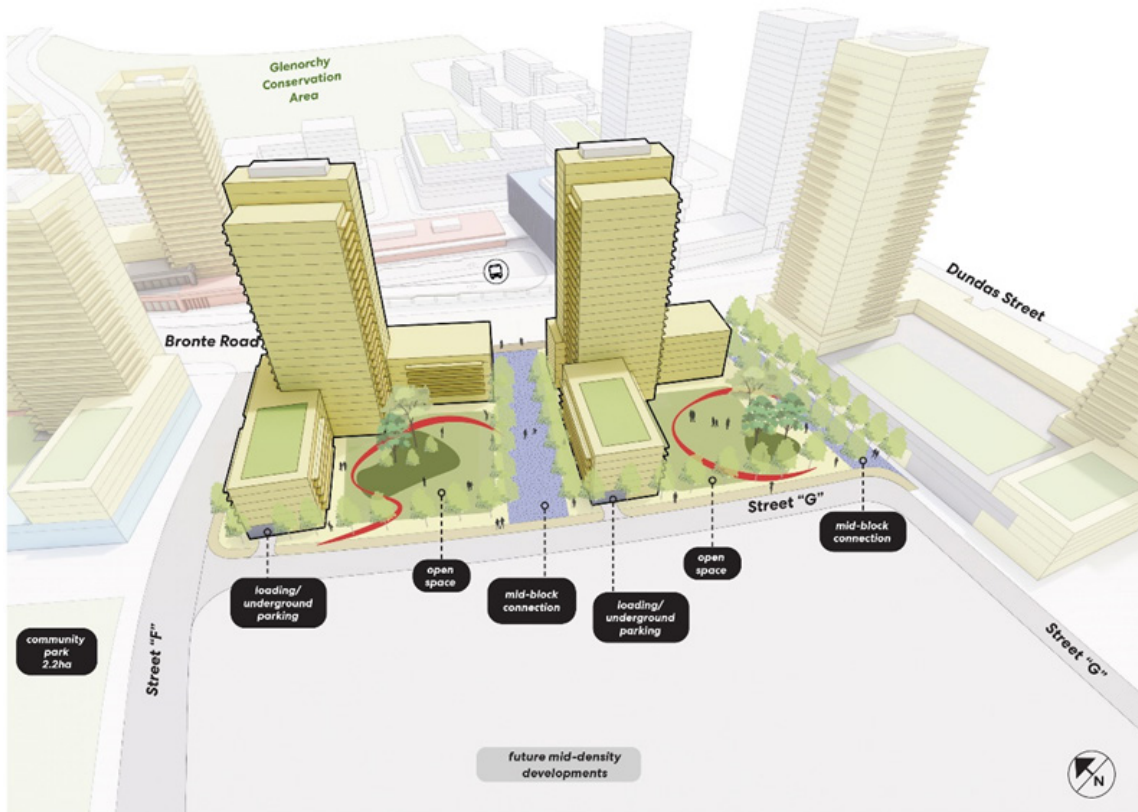 Glenorchy
Conservation
Area
Dundas Street
Bronte Road
Street "G"
mid-block
connection
open
space
open
space
loading/
underground
parking
mid-block
connection
loading/
underground
parking
community
park
2.2ha
Street "F"
Street "G"
future mid-density
developments
N